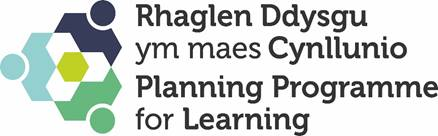 Rhaglen Ddysgu
ym maes Cynllunio
Planning Programme
for Learning